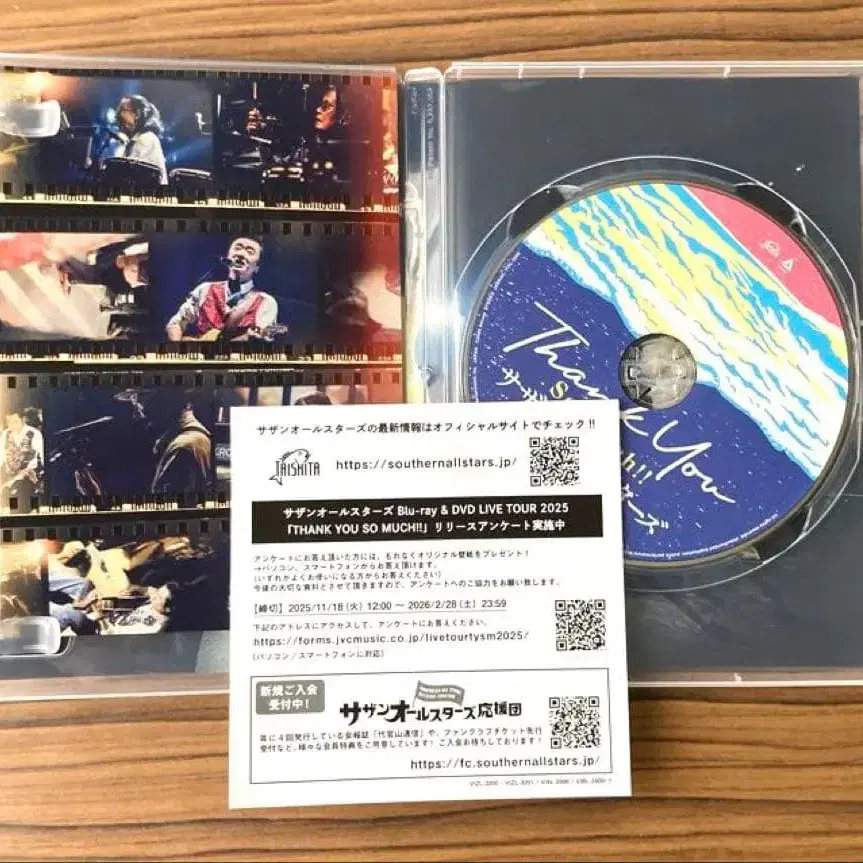 Thank You
サザンオールスターズの最新情報はオフィシャルサイトでチェック!!
TAISHITA
https://southernallstars.jp/
サザンオールスターズ Blu-ray & DVD LIVE TOUR 2025
「THANK YOU SO MUCH!!」リリースアンケート実施中
アンケートにお答え頂いた方には、もれなくオリジナル壁紙をプレゼント!
→パソコン、スマートフォンからお答え頂けます。
(いずれかよくお使いになる方からお答えください)
今後の大切な資料とさせて頂きますので、アンケートへのご協力をお願い致します。
【締切】2025/11/18(火) 12:00 〜 2026/2/28(土) 23:59
下記のアドレスにアクセスして、アンケートにお答えください。
https://forms.jvcmusic.co.jp/livetourtysm2025/
(パソコン/スマートフォンに対応)
新規ご入会
受付中!
サザンオールスターズ応援団
年に4回発行している会報誌「代官山通信」や、ファンクラブチケット先行
受付など、様々な会員特典をご用意しています! ご入会お待ちしております!
https://fc.southernallstars.jp/